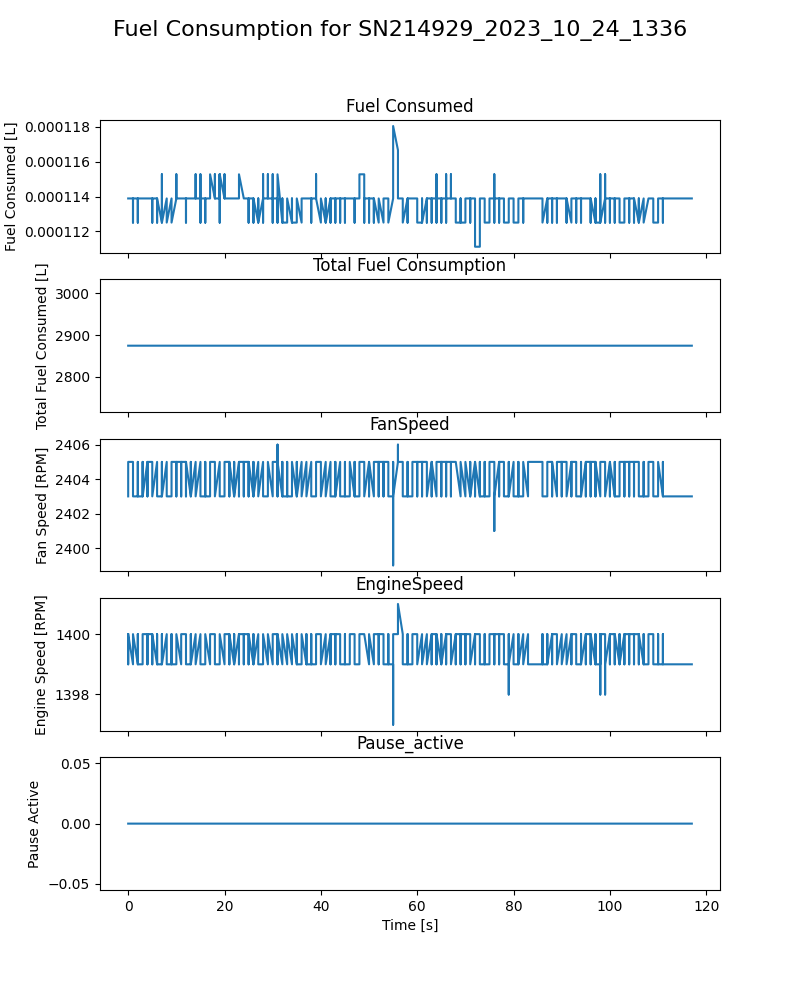 Fuel Consumption for SN214929_2023_10_24_1336
Fuel Consumed
Fuel Consumed [L]
0.000118
0.000116
0.000114
0.000112
Total Fuel Consumption
Total Fuel Consumed [L]
3000
2900
2800
FanSpeed
Fan Speed [RPM]
2406
2404
2402
2400
EngineSpeed
Engine Speed [RPM]
1400
1398
Pause_active
Pause Active
0.05
0.00
−0.05
0 20 40 60 80 100 120
Time [s]